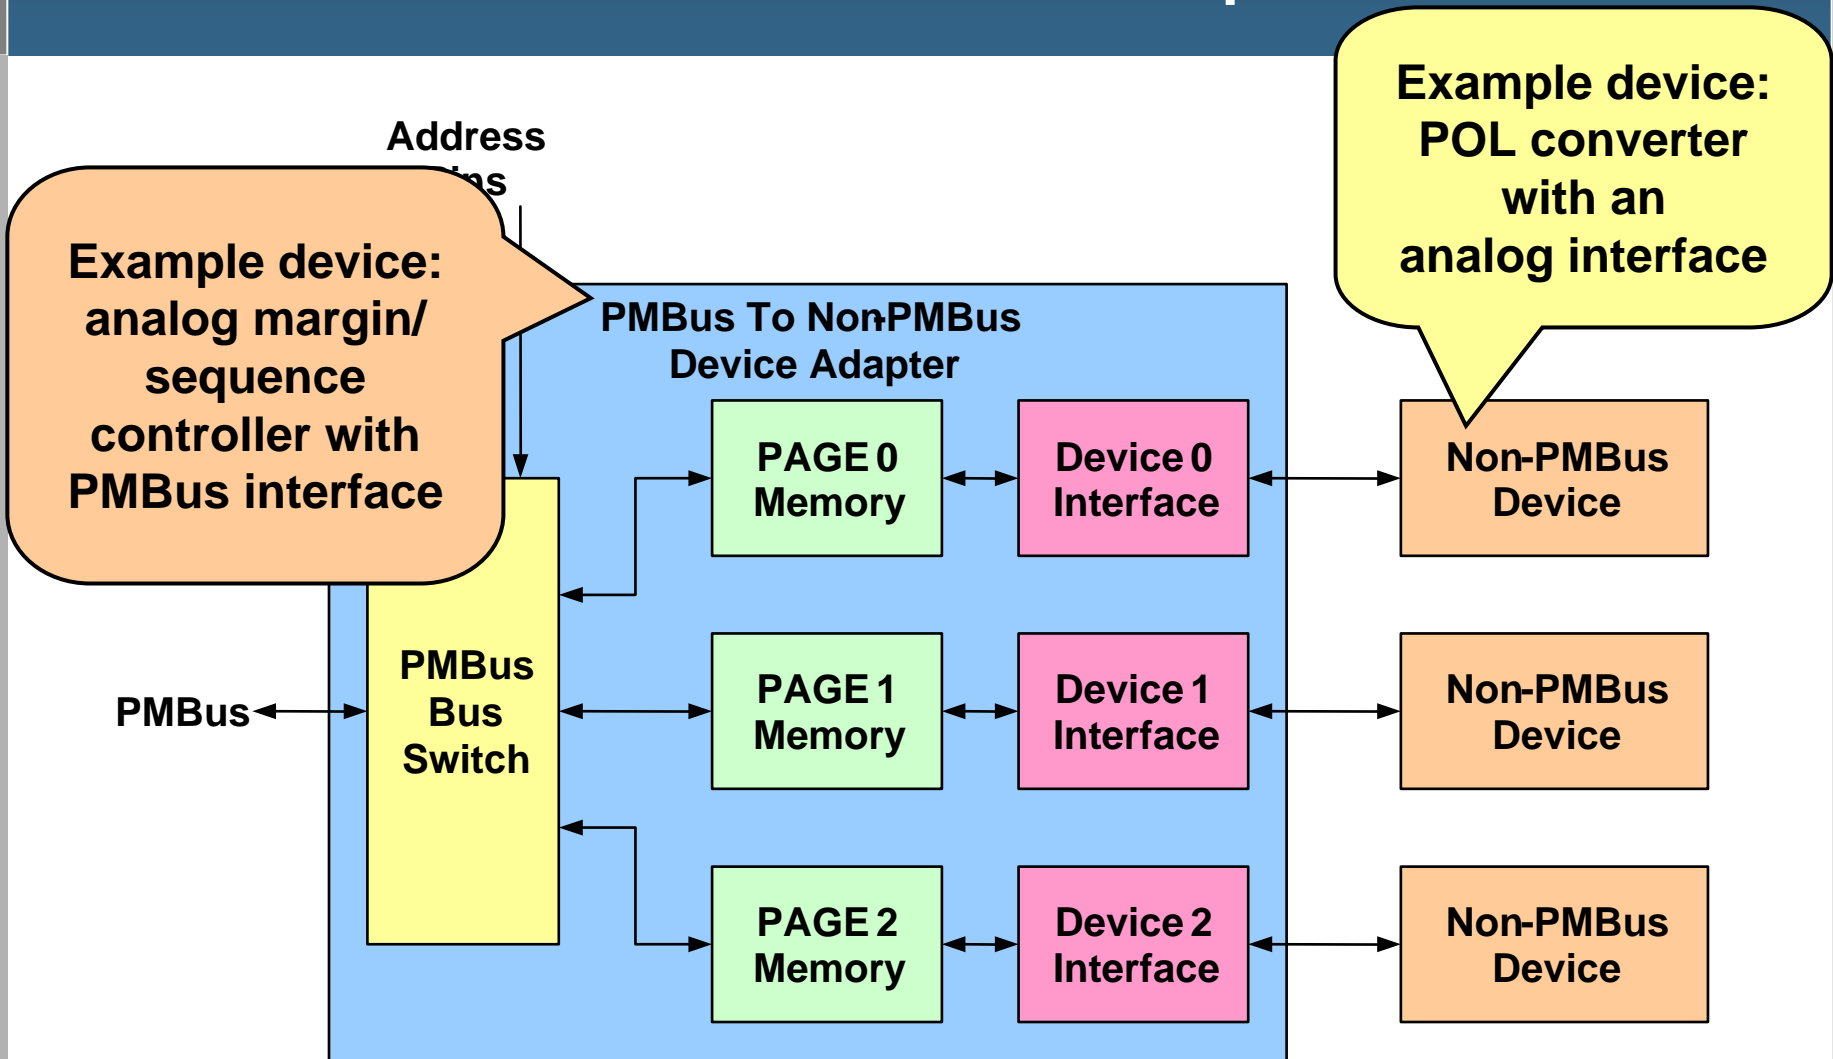 Address
Example device:
analog margin/
sequence
controller with
PMBus interface
Example device:
POL converter
with an
analog interface
PMBus To Non-PMBus
Device Adapter
PMBus
PMBus
Bus
Switch
PAGE 0
Memory
Device 0
Interface
Non-PMBus
Device
PAGE 1
Memory
Device 1
Interface
Non-PMBus
Device
PAGE 2
Memory
Device 2
Interface
Non-PMBus
Device